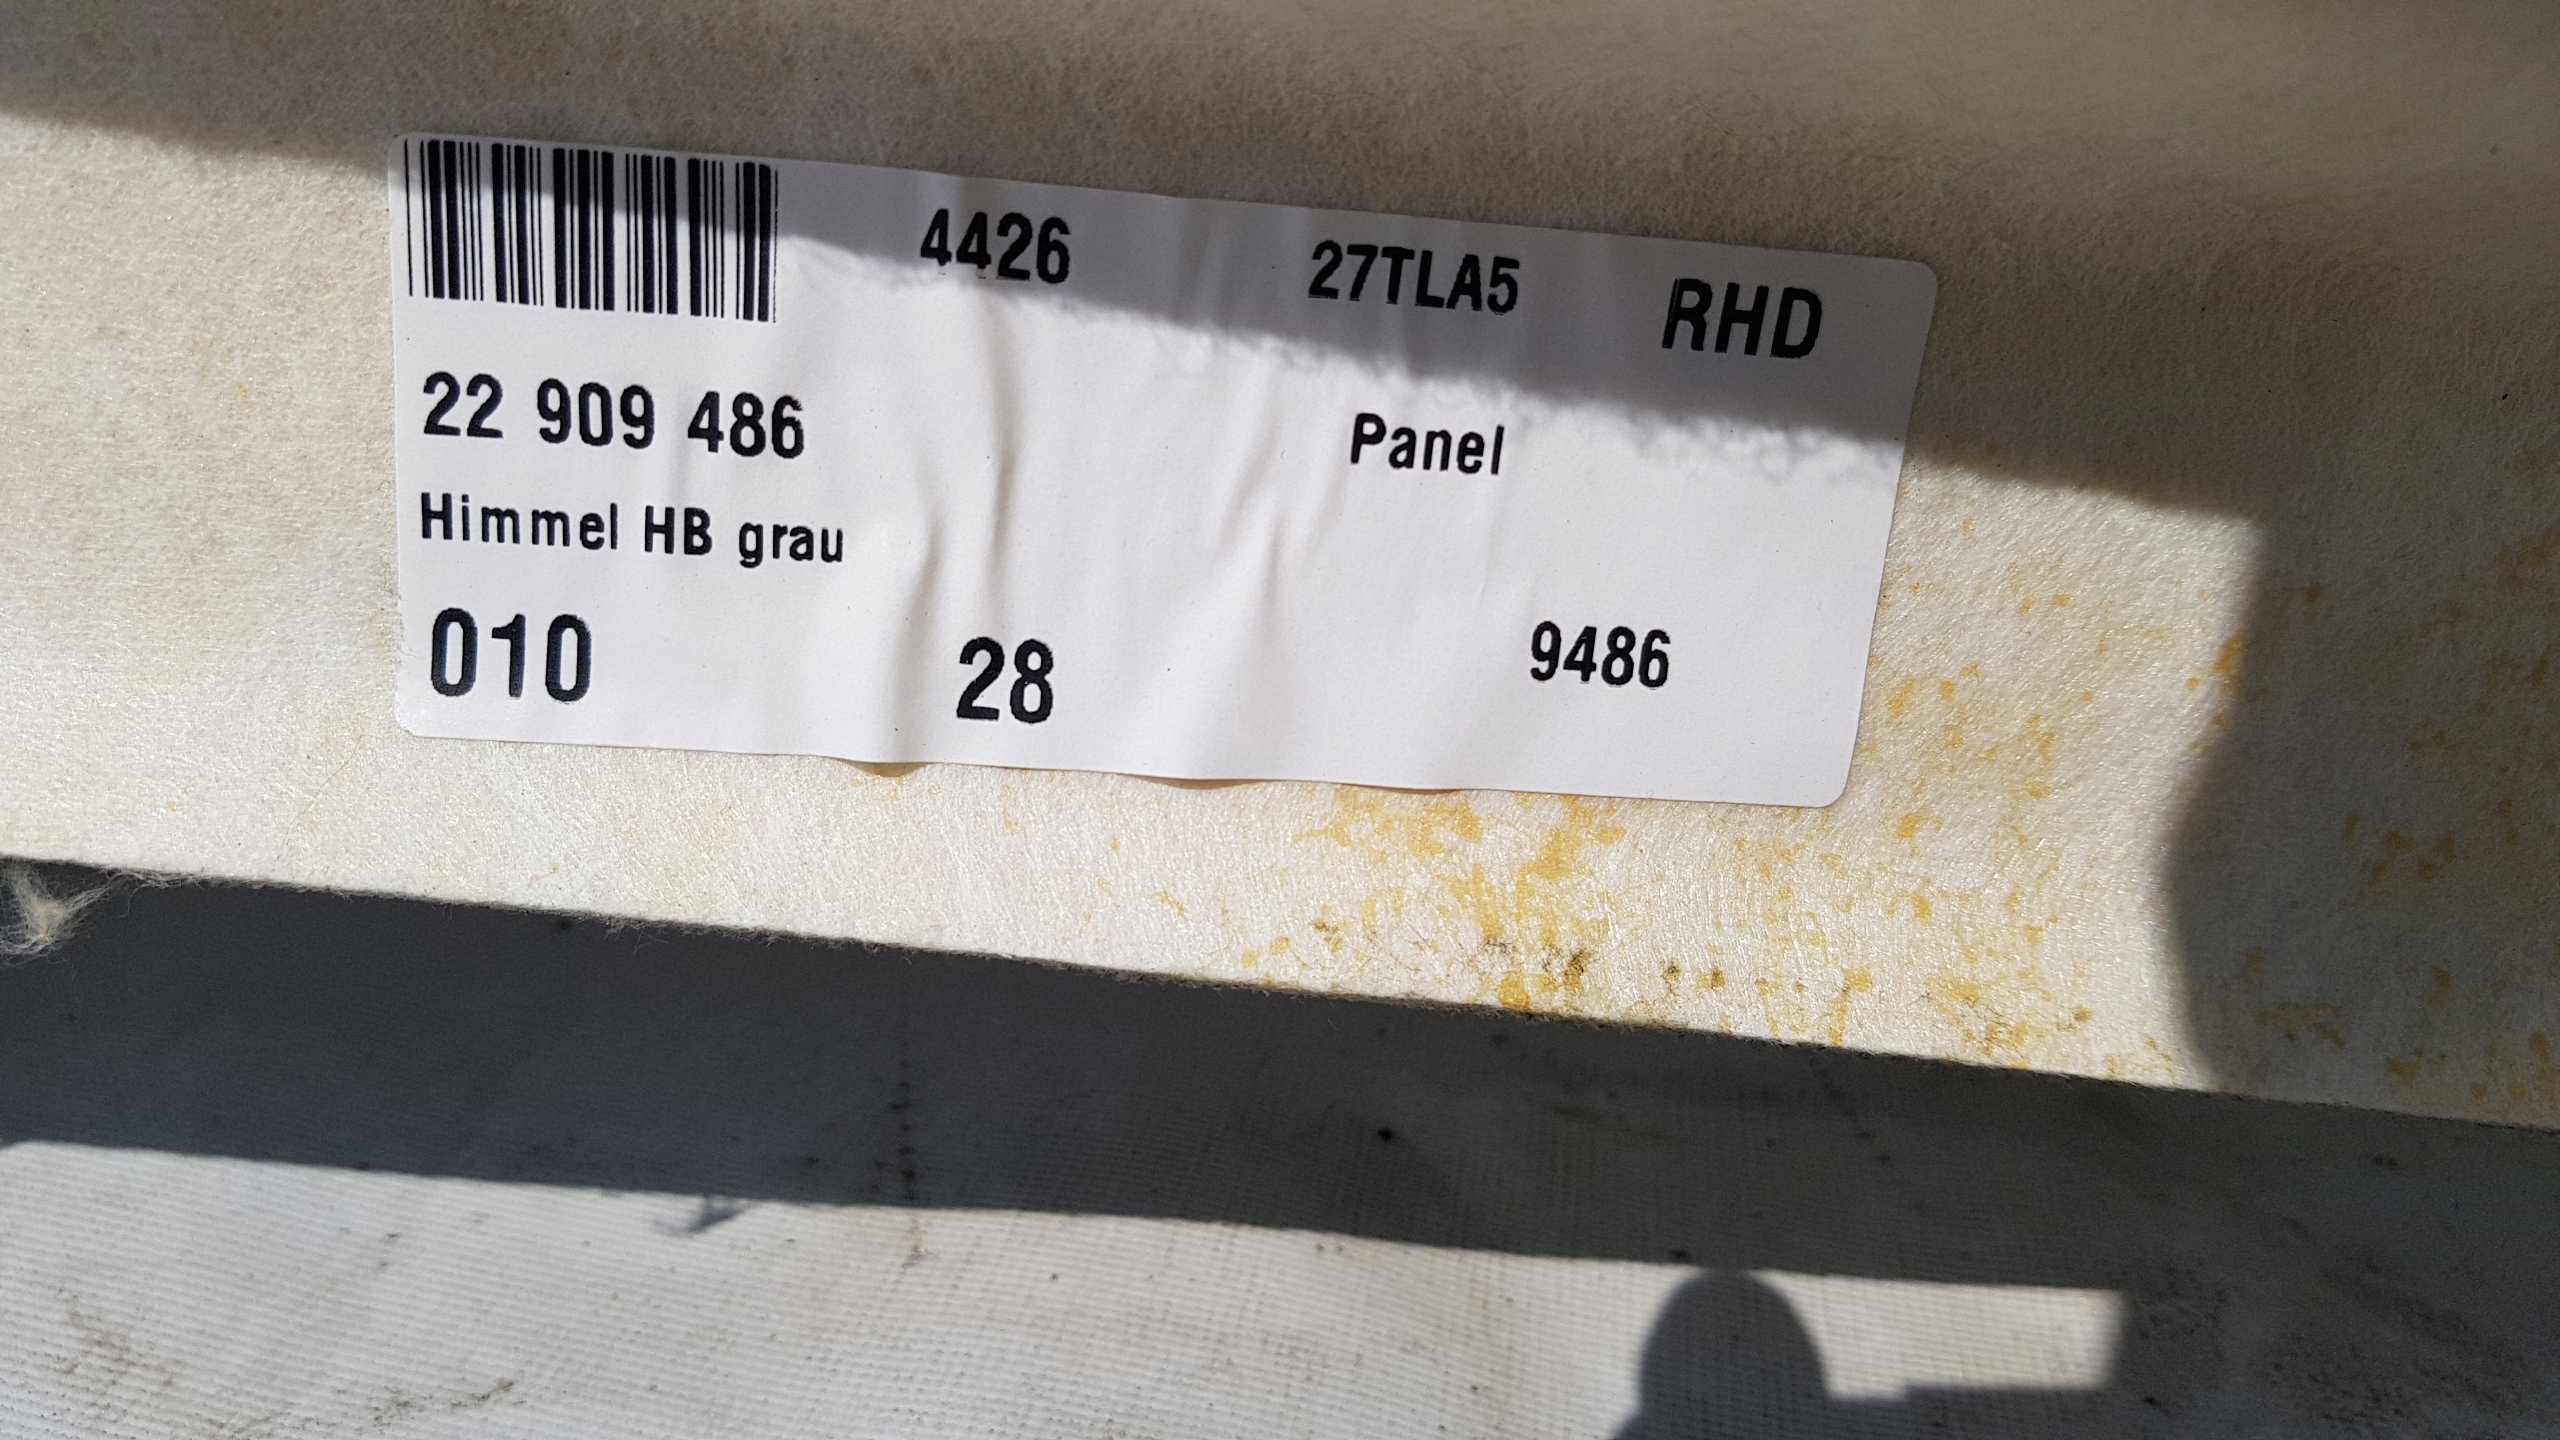 4426 27TLA5 RHD
22 909 486 Panel
Himmel HB grau
010 28 9486